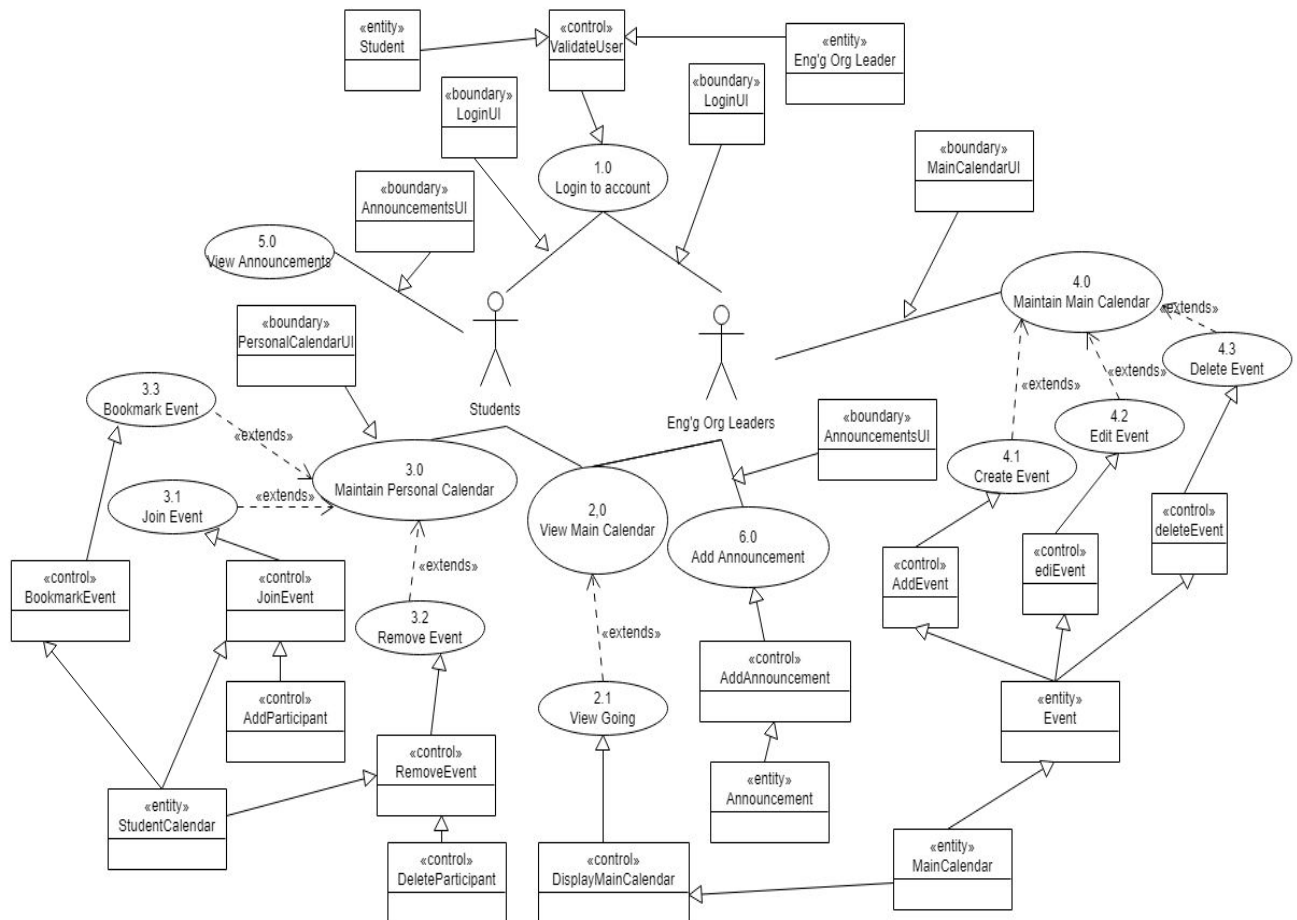 «entity»
Student
«control»
ValidateUser
«entity»
Eng'g Org Leader
«boundary»
LoginUI
«boundary»
LoginUI
«boundary»
MainCalendarUI
1.0
Login to account
«boundary»
AnnouncementsUI
5.0
View Announcements
4.0
Maintain Main Calendar
«extends»
«boundary»
PersonalCalendarUI
4.3
Delete Event
3.3
Bookmark Event
«extends»
«extends»
Students
Eng'g Org Leaders
«boundary»
AnnouncementsUI
4.2
Edit Event
«extends»
3.0
Maintain Personal Calendar
4.1
Create Event
3.1
Join Event
«extends»
2,0
View Main Calendar
6.0
Add Announcement
«control»
deleteEvent
«control»
ediEvent
«control»
AddEvent
«control»
BookmarkEvent
«control»
JoinEvent
«extends»
3.2
Remove Event
«extends»
«control»
AddAnnouncement
«control»
AddParticipant
2.1
View Going
«entity»
Event
«control»
RemoveEvent
«entity»
Announcement
«entity»
StudentCalendar
«control»
DeleteParticipant
«control»
DisplayMainCalendar
«entity»
MainCalendar